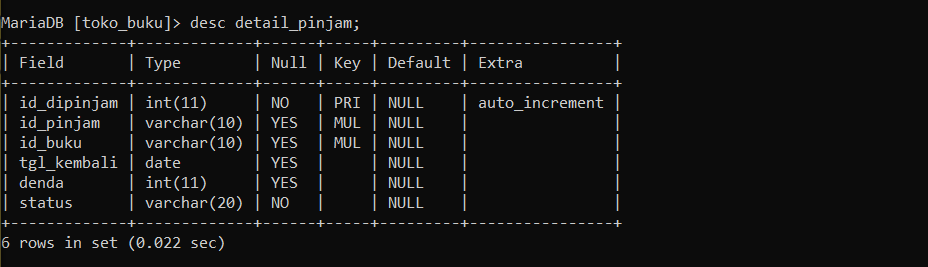 MariaDB [toko_buku]> desc detail_pinjam;
+-------------+-------------+------+-----+---------+----------------+
| Field       | Type        | Null | Key | Default | Extra          |
+-------------+-------------+------+-----+---------+----------------+
| id_dipinjam | int(11)     | NO   | PRI | NULL    | auto_increment |
| id_pinjam   | varchar(10) | YES  | MUL | NULL    |                |
| id_buku     | varchar(10) | YES  | MUL | NULL    |                |
| tgl_kembali | date        | YES  |     | NULL    |                |
| denda       | int(11)     | YES  |     | NULL    |                |
| status      | varchar(20) | NO   |     | NULL    |                |
+-------------+-------------+------+-----+---------+----------------+
6 rows in set (0.022 sec)